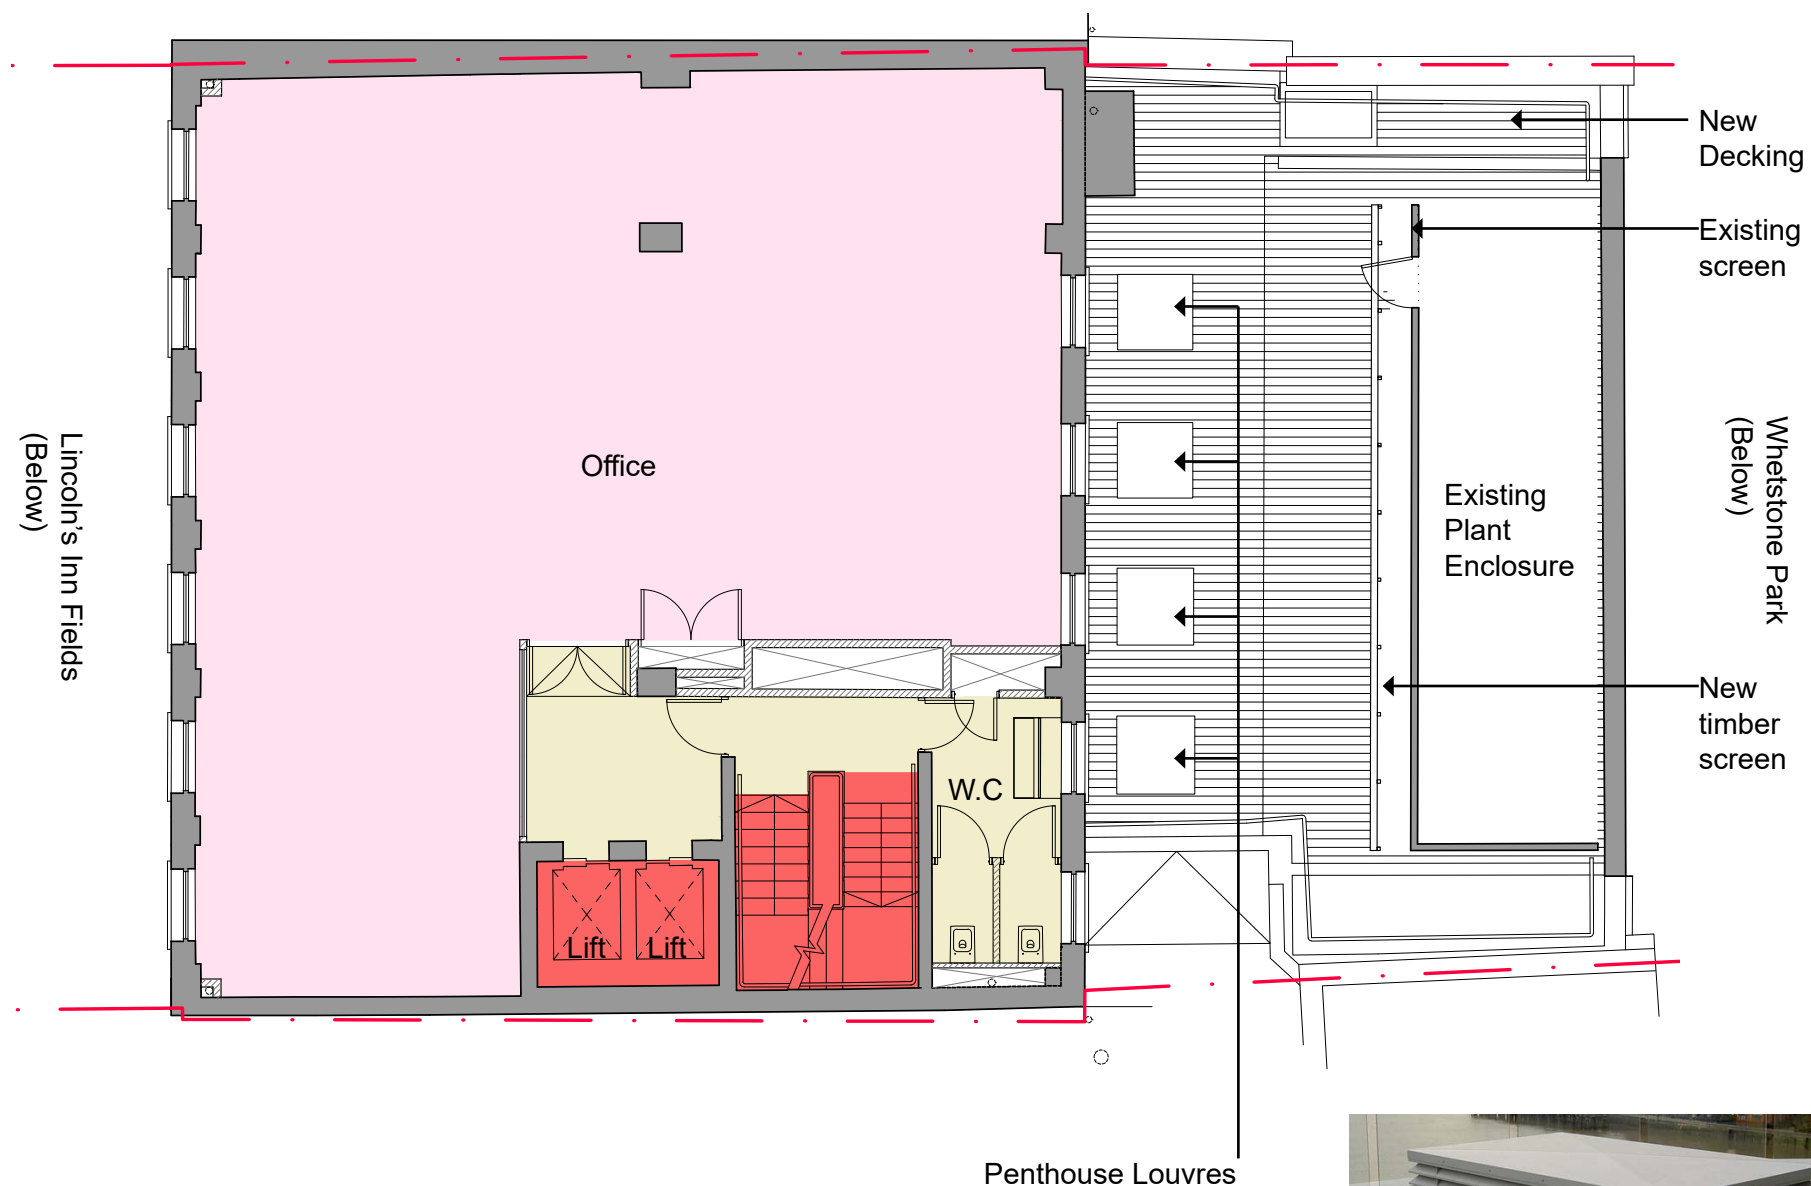 New
Decking
Existing
screen
Office
Lincoln's Inn Fields
(Below)
Existing
Plant
Enclosure
Whetstone Park
(Below)
New
timber
screen
W.C
Lift
Lift
Penthouse Louvres